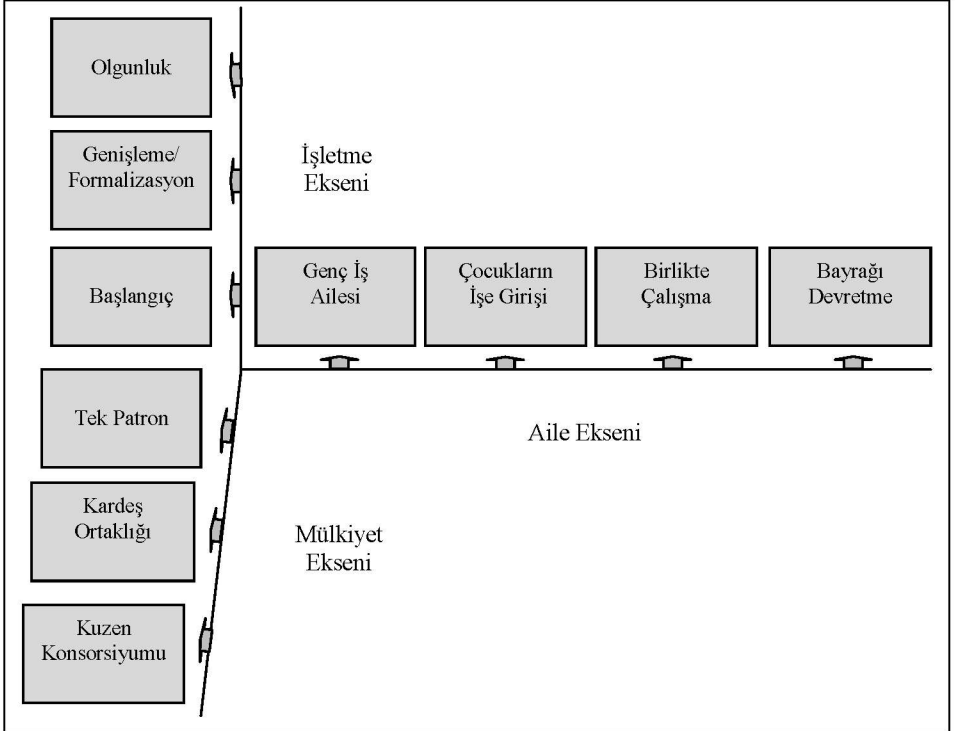 Olgunluk
Genişleme/
Formalizasyon
İşletme
Ekseni
Başlangıç
Genç İş
Ailesi
Çocukların
İşe Girişi
Birlikte
Çalışma
Bayrağı
Devretme
Tek Patron
Aile Ekseni
Kardeş
Ortaklığı
Mülkiyet
Ekseni
Kuzen
Konsorsiyumu